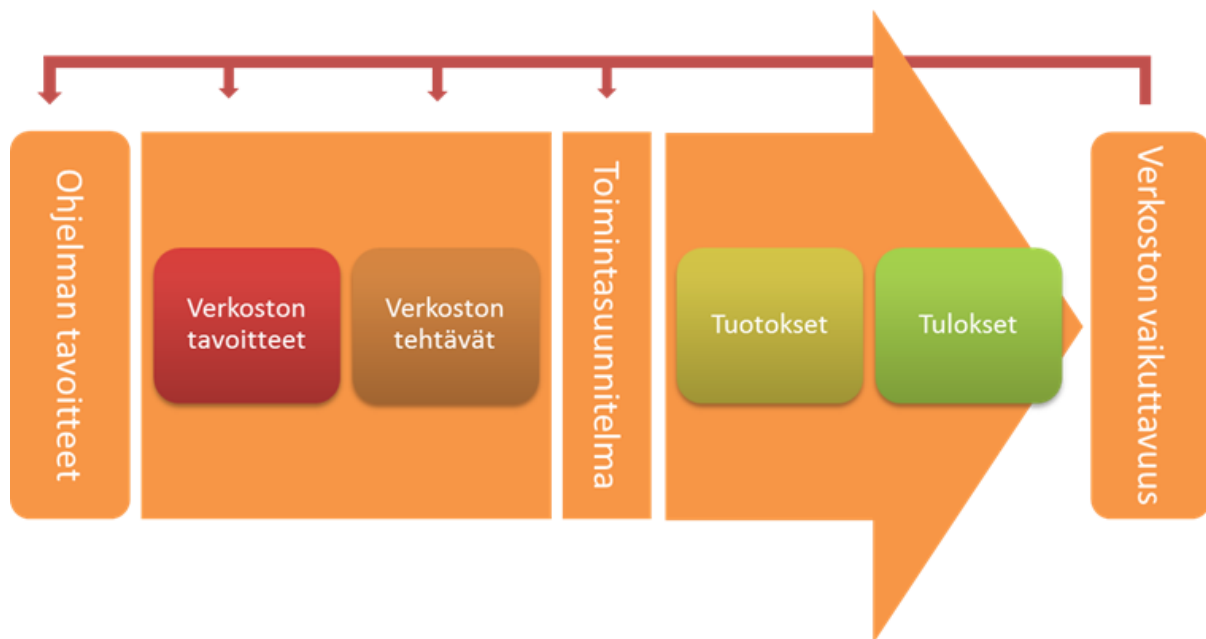 Ohjelman tavoitteet
Verkoston
tavoitteet
Verkoston
tehtävät
Toimintasuunnitelma
Tuotokset
Tulokset
Verkoston vaikuttavuus